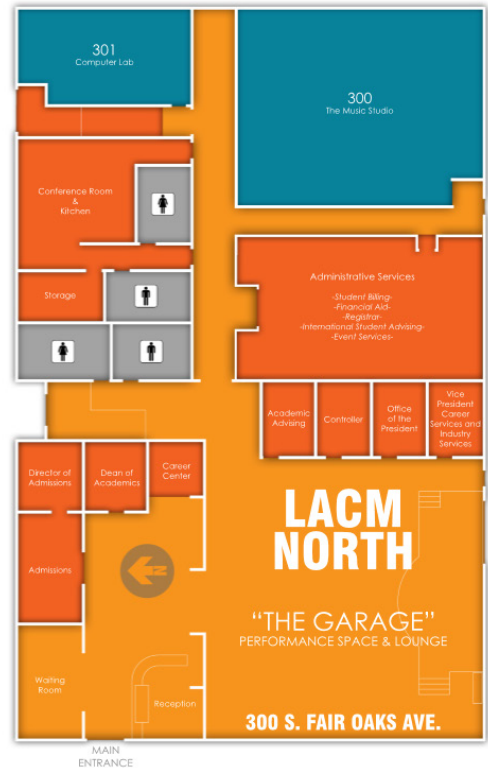 301
Computer Lab
300
The Music Studio
Conference Room
&
Kitchen
Administrative Services
-Student Billing-
-Financial Aid-
-Registrar-
-International Student Advising-
-Event Services-
Storage
Academic
Advising
Controller
Office
of the
President
Vice
President
Career
Services and
Industry
Services
Director of
Admissions
Dean of
Academics
Career
Center
LACM
NORTH
N
Admissions
"THE GARAGE"
PERFORMANCE SPACE & LOUNGE
Waiting
Room
Reception
300 S. FAIR OAKS AVE.
MAIN
ENTRANCE